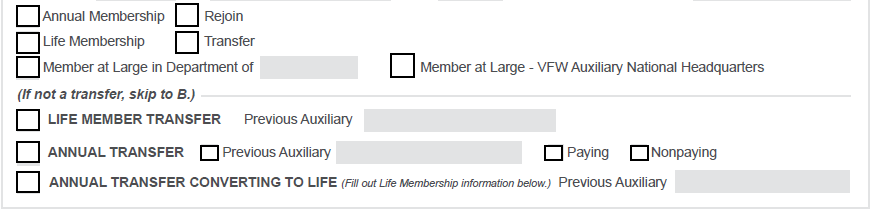 Annual Membership Rejoin
Life Membership Transfer
Member at Large in Department of Member at Large - VFW Auxiliary National Headquarters
(If not a transfer, skip to B.)
LIFE MEMBER TRANSFER Previous Auxiliary
ANNUAL TRANSFER Previous Auxiliary Paying Nonpaying
ANNUAL TRANSFER CONVERTING TO LIFE (Fill out Life Membership information below.) Previous Auxiliary